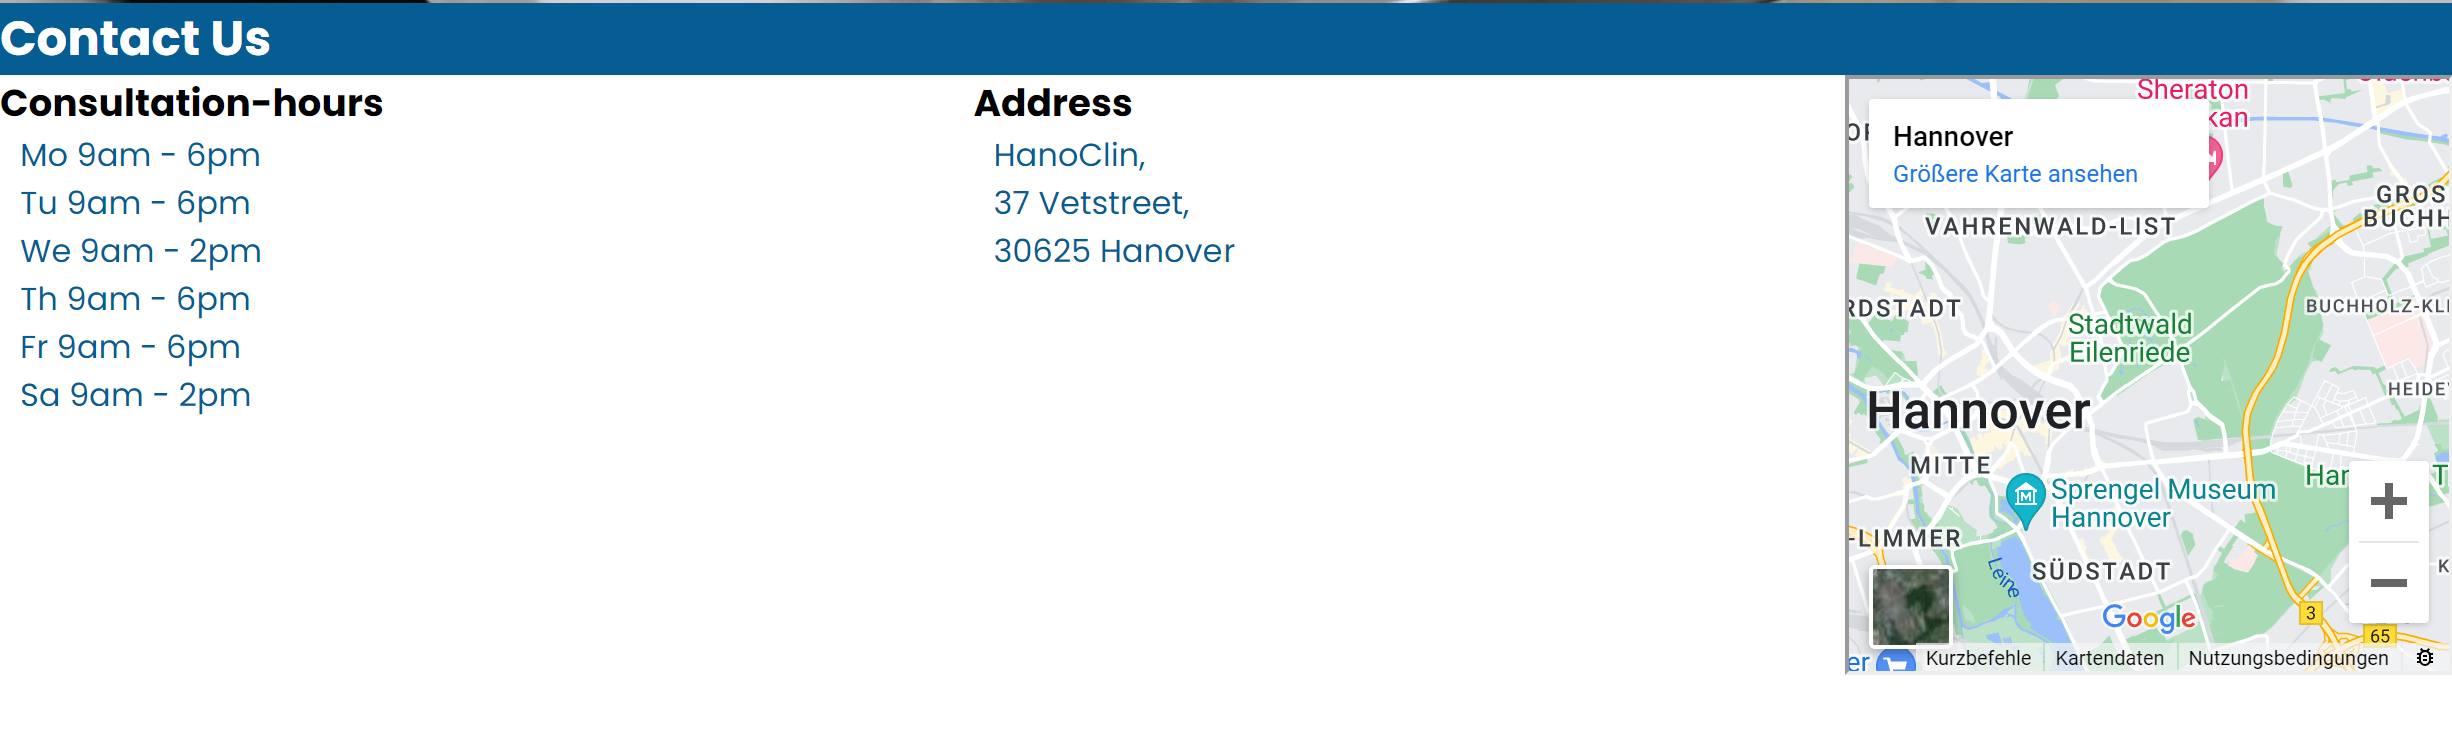 Contact Us
Consultation-hours
Mo 9am - 6pm
Tu 9am - 6pm
We 9am - 2pm
Th 9am - 6pm
Fr 9am - 6pm
Sa 9am - 2pm
Address
HanoClin,
37 Vetstreet,
30625 Hanover
Sheraton
kan
Hannover
Größere Karte ansehen
GROS
BUCHH
VAHRENWALD-LIST
RDSTADT
BUCHHOLZ-KL
Stadtwald
Eilenriede
HEIDE
Hannover
MITTE
Har
T
Sprengel Museum
Hannover
-LIMMER
Leine
SÜDSTADT
K
Google
3
65
er
Kurzbefehle
Kartendaten
Nutzungsbedingungen